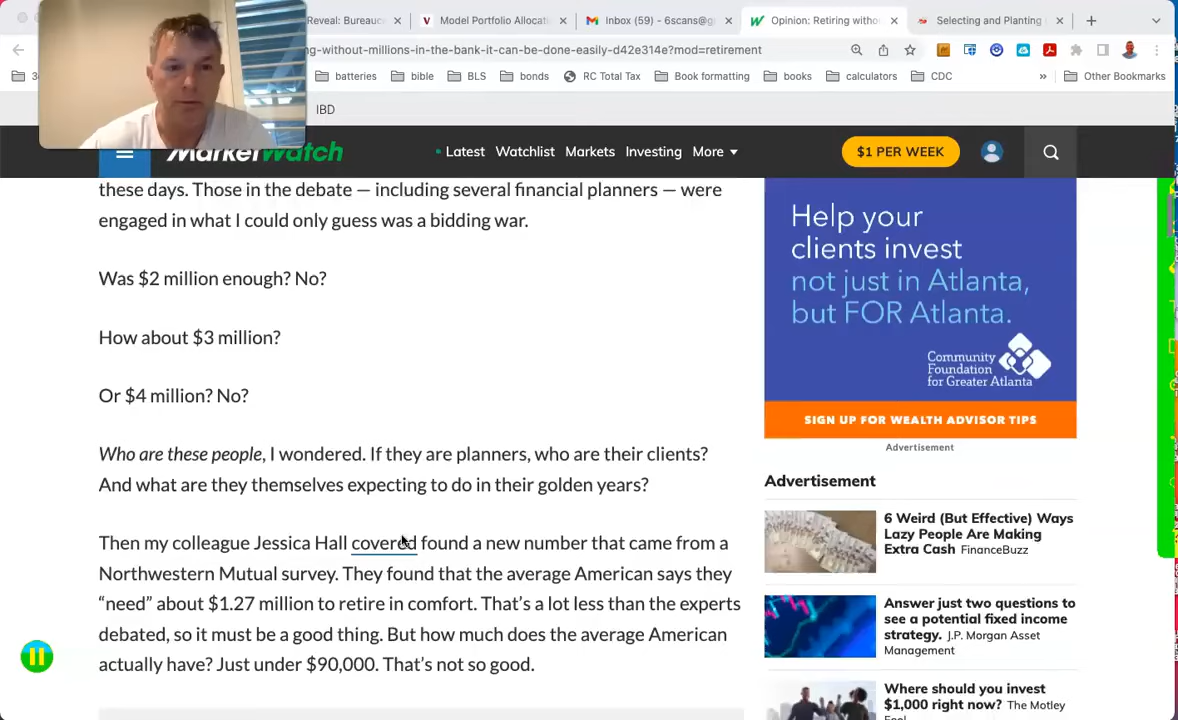 Reveal: Bureauc
Model Portfolio Allocati
Inbox (59) - 6scans@g
Opinion: Retiring witho
Selecting and Planting
ng-without-millions-in-the-bank-it-can-be-done-easily-d42e314e?mod=retirement
batteries
bible
BLS
bonds
RC Total Tax
Book formatting
books
calculators
CDC
»
Other Bookmarks
IBD
MarketWatch
Latest
Watchlist
Markets
Investing
More
$1 PER WEEK
these days. Those in the debate — including several financial planners — were
engaged in what I could only guess was a bidding war.
Was $2 million enough? No?
How about $3 million?
Or $4 million? No?
Who are these people, I wondered. If they are planners, who are their clients?
And what are they themselves expecting to do in their golden years?
Then my colleague Jessica Hall covered found a new number that came from a
Northwestern Mutual survey. They found that the average American says they
“need” about $1.27 million to retire in comfort. That’s a lot less than the experts
debated, so it must be a good thing. But how much does the average American
actually have? Just under $90,000. That’s not so good.
Help your
clients invest
not just in Atlanta,
but FOR Atlanta.
Community
Foundation
for Greater Atlanta
SIGN UP FOR WEALTH ADVISOR TIPS
Advertisement
Advertisement
6 Weird (But Effective) Ways
Lazy People Are Making
Extra Cash FinanceBuzz
Answer just two questions to
see a potential fixed income
strategy. J.P. Morgan Asset
Management
Where should you invest
$1,000 right now? The Motley
Fool